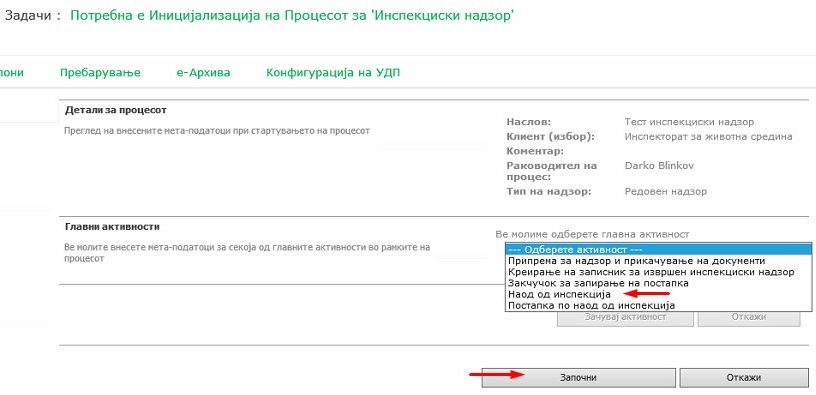 Задачи : Потребна е Иницијализација на Процесот за 'Инспекциски надзор'
лони Пребарување е-Архива Конфигурација на УДП
Детали за процесот
Преглед на внесените мета-податоци при стартувањето на процесот
Наслов: Тест инспекциски надзор
Клиент (избор): Инспекторат за животна средина
Коментар:
Раководител на процес: Darko Blinkov
Тип на надзор: Редовен надзор
Главни активности
Ве молите внесете мета-податоци за секоја од главните активности во рамките на
процесот
Ве молиме одберете главна активност
--- Одберете активност ---
Припрема за надзор и прикачување на документи
Креирање на записник за извршен инспекциски надзор
Закчучок за запирање на постапка
Наод од инспекција
Постапка по наод од инспекција
Зачувај активност Откажи
Започни Откажи